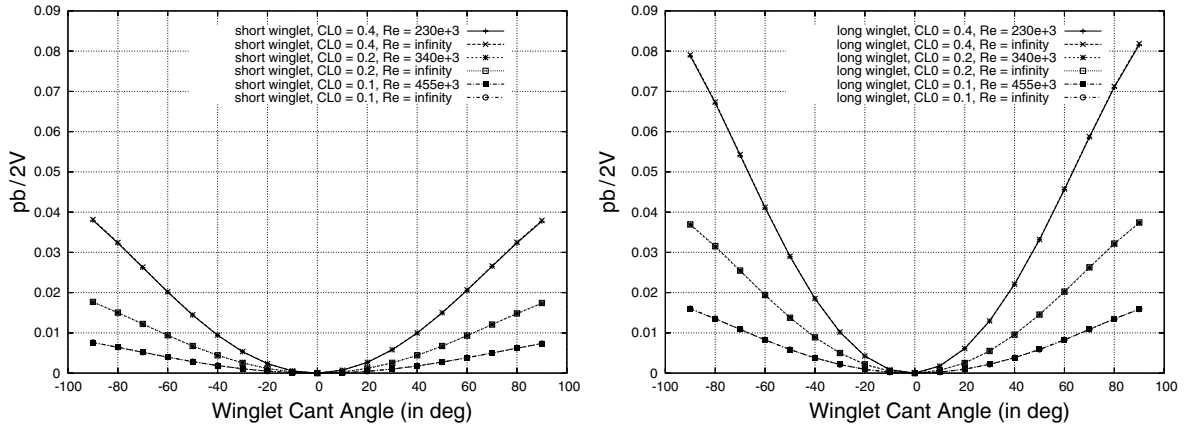 0.09
0.08
0.07
0.06
0.05
0.04
0.03
0.02
0.01
0
pb/2V
short winglet, CL0 = 0.4, Re = 230e+3
short winglet, CL0 = 0.4, Re = infinity
short winglet, CL0 = 0.2, Re = 340e+3
short winglet, CL0 = 0.2, Re = infinity
short winglet, CL0 = 0.1, Re = 455e+3
short winglet, CL0 = 0.1, Re = infinity
-100 -80 -60 -40 -20 0 20 40 60 80 100
Winglet Cant Angle (in deg)
0.09
0.08
0.07
0.06
0.05
0.04
0.03
0.02
0.01
0
pb/2V
long winglet, CL0 = 0.4, Re = 230e+3
long winglet, CL0 = 0.4, Re = infinity
long winglet, CL0 = 0.2, Re = 340e+3
long winglet, CL0 = 0.2, Re = infinity
long winglet, CL0 = 0.1, Re = 455e+3
long winglet, CL0 = 0.1, Re = infinity
-100 -80 -60 -40 -20 0 20 40 60 80 100
Winglet Cant Angle (in deg)